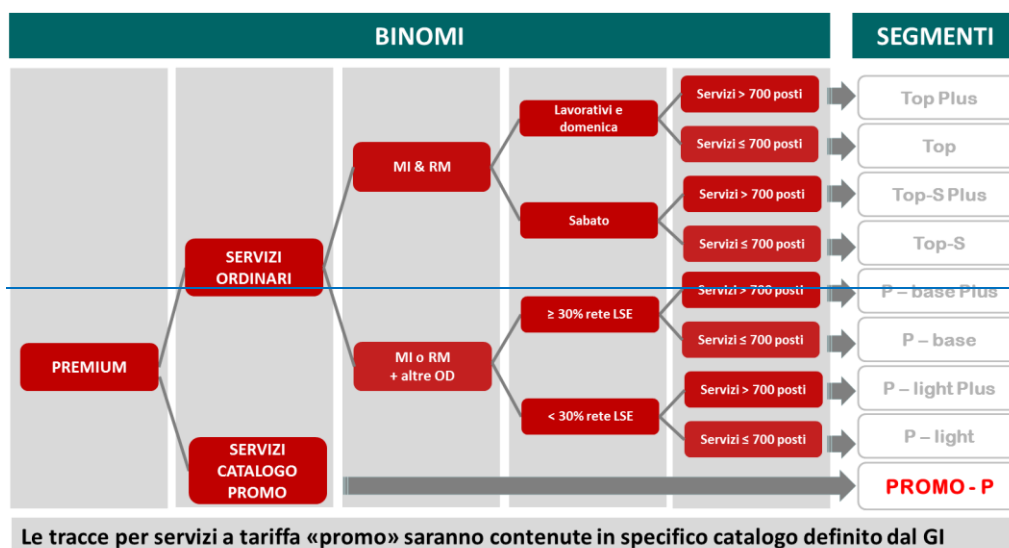 BINOMI
SEGMENTI
PREMIUM
SERVIZI
ORDINARI
SERVIZI
CATALOGO
PROMO
MI & RM
MI o RM
+ altre OD
Lavorativi e
domenica
Sabato
≥ 30% rete LSE
< 30% rete LSE
Servizi > 700 posti
Servizi ≤ 700 posti
Servizi > 700 posti
Servizi ≤ 700 posti
Servizi > 700 posti
Servizi ≤ 700 posti
Servizi > 700 posti
Servizi ≤ 700 posti
Top Plus
Top
Top-S Plus
Top-S
P – base Plus
P – base
P – light Plus
P – light
PROMO - P
Le tracce per servizi a tariffa «promo» saranno contenute in specifico catalogo definito dal GI